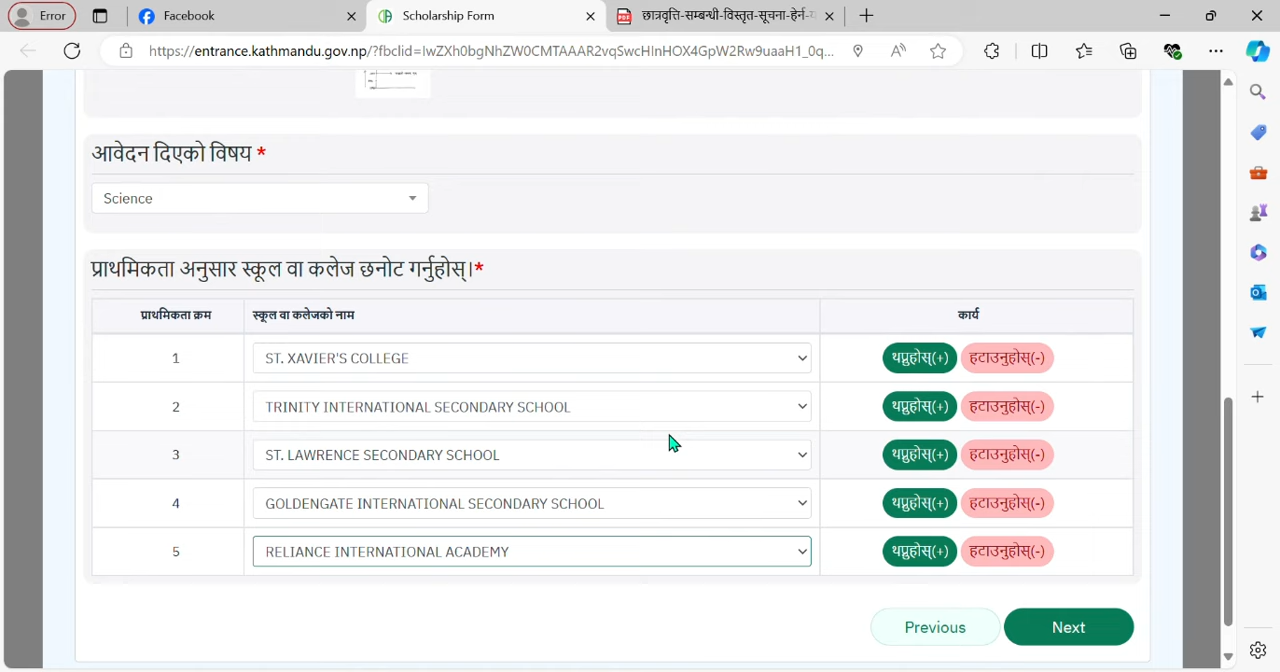 Error
Facebook
Scholarship Form
छात्रवृत्ति-सम्बन्धी-विस्तृत-सूचना-हेर्न-
https://entrance.kathmandu.gov.np/?fbclid=IwZXh0bgNhZW0CMTAAAR2vqSwcHInHOX4GpW2Rw9uaaH1_0q...
आवेदन दिएको विषय *
Science
प्राथमिकता अनुसार स्कूल वा कलेज छनोट गर्नुहोस्।*
प्राथमिकता क्रम स्कूल वा कलेजको नाम कार्य
1 ST. XAVIER'S COLLEGE थप्नुहोस्(+) हटाउनुहोस्(-)
2 TRINITY INTERNATIONAL SECONDARY SCHOOL थप्नुहोस्(+) हटाउनुहोस्(-)
3 ST. LAWRENCE SECONDARY SCHOOL थप्नुहोस्(+) हटाउनुहोस्(-)
4 GOLDENGATE INTERNATIONAL SECONDARY SCHOOL थप्नुहोस्(+) हटाउनुहोस्(-)
5 RELIANCE INTERNATIONAL ACADEMY थप्नुहोस्(+) हटाउनुहोस्(-)
Previous Next